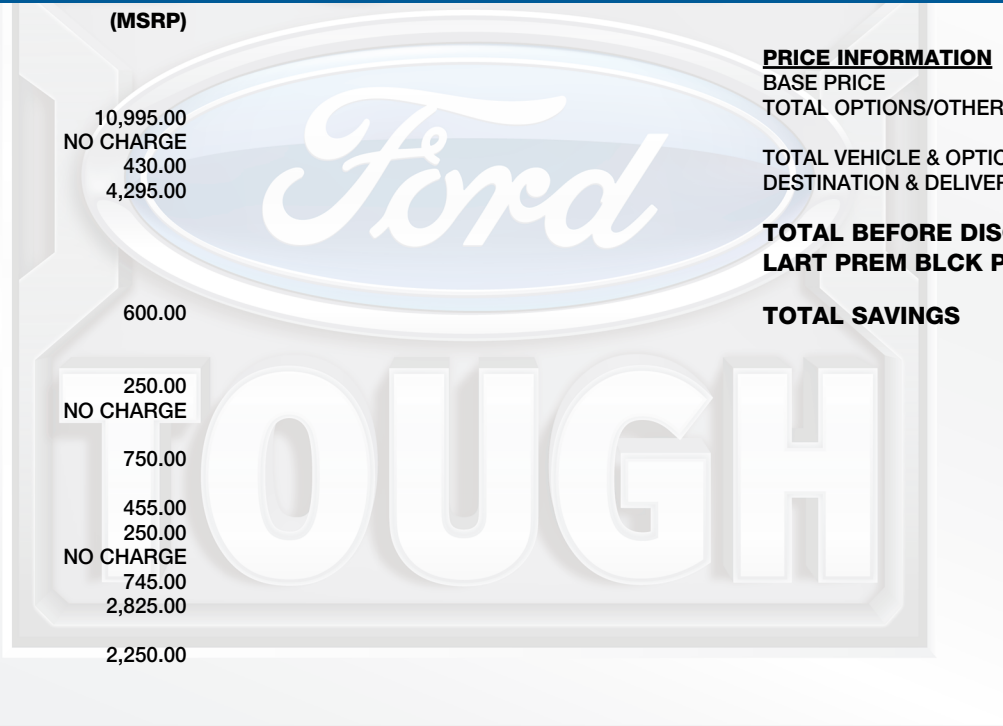 (MSRP)
10,995.00
NO CHARGE
430.00
4,295.00
600.00
250.00
NO CHARGE
750.00
455.00
250.00
NO CHARGE
745.00
2,825.00
2,250.00
PRICE INFORMATION
BASE PRICE
TOTAL OPTIONS/OTHER
TOTAL VEHICLE & OPTIO
DESTINATION & DELIVER
TOTAL BEFORE DIS
LART PREM BLCK P
TOTAL SAVINGS
Ford
TOUGH